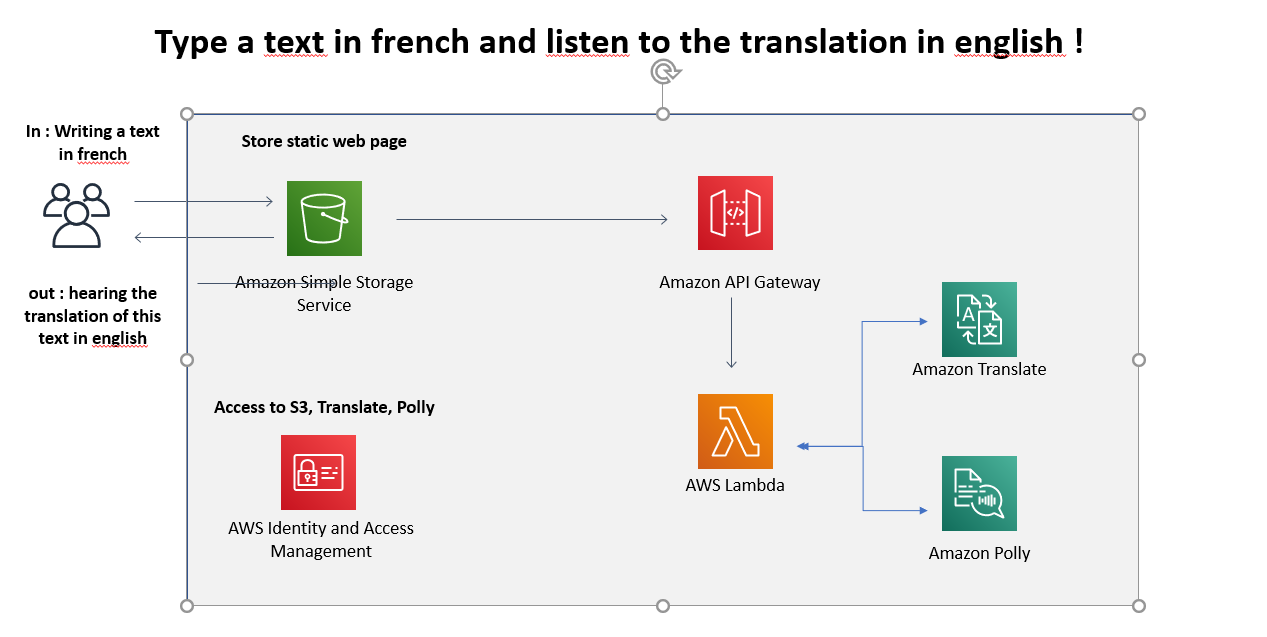 Type a text in french and listen to the translation in english !
In : Writing a text
in french
Store static web page
Amazon Simple Storage
Service
Amazon API Gateway
out : hearing the
translation of this
text in english
Amazon Translate
Access to S3, Translate, Polly
AWS Lambda
AWS Identity and Access
Management
Amazon Polly